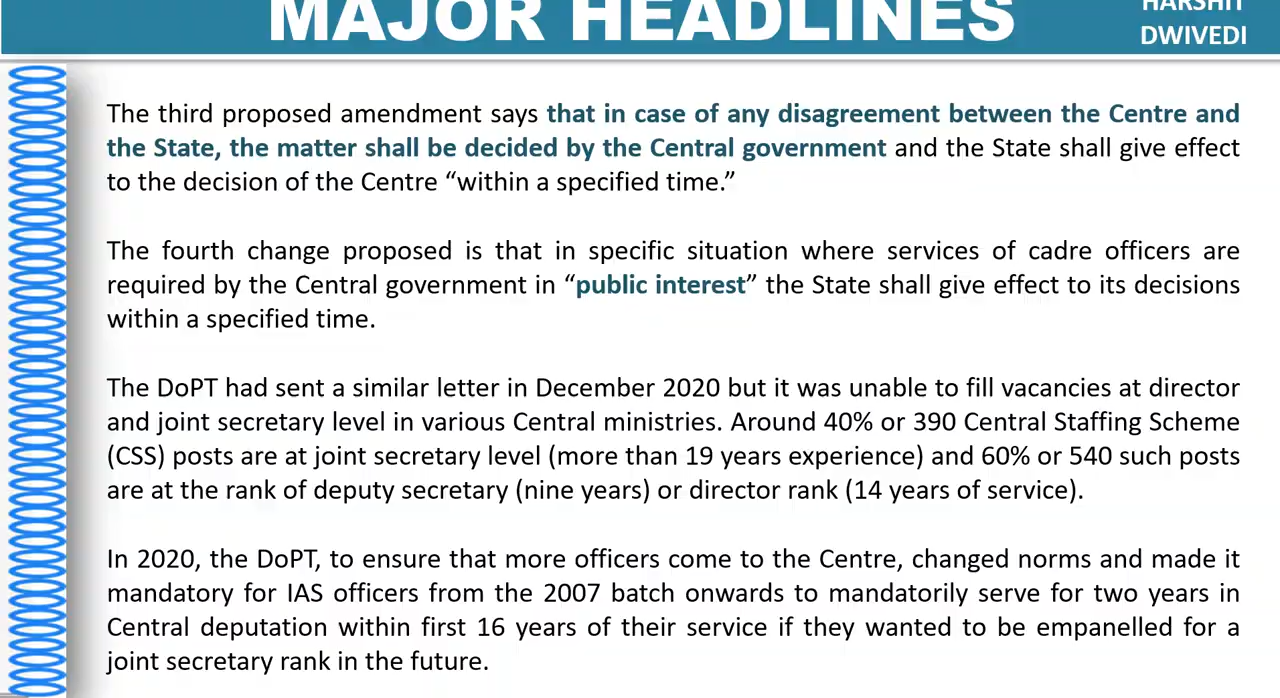 MAJOR HEADLINES
HARSHIT
DWIVEDI
The third proposed amendment says that in case of any disagreement between the Centre and
the State, the matter shall be decided by the Central government and the State shall give effect
to the decision of the Centre “within a specified time.”
The fourth change proposed is that in specific situation where services of cadre officers are
required by the Central government in “public interest” the State shall give effect to its decisions
within a specified time.
The DoPT had sent a similar letter in December 2020 but it was unable to fill vacancies at director
and joint secretary level in various Central ministries. Around 40% or 390 Central Staffing Scheme
(CSS) posts are at joint secretary level (more than 19 years experience) and 60% or 540 such posts
are at the rank of deputy secretary (nine years) or director rank (14 years of service).
In 2020, the DoPT, to ensure that more officers come to the Centre, changed norms and made it
mandatory for IAS officers from the 2007 batch onwards to mandatorily serve for two years in
Central deputation within first 16 years of their service if they wanted to be empanelled for a
joint secretary rank in the future.